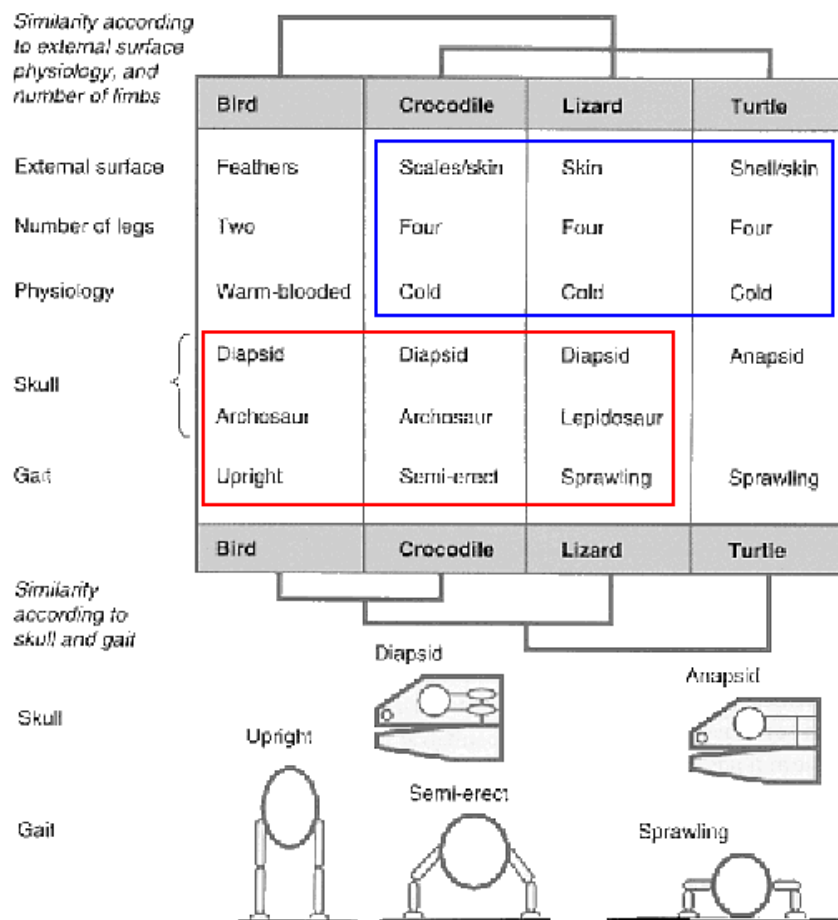 Similarity according
to external surface
physiology, and
number of limbs
Bird Crocodile Lizard Turtle
External surface Feathers Scales/skin Skin Shell/skin
Number of legs Two Four Four Four
Physiology Warm-blooded Cold Cold Cold
Skull Diapsid Diapsid Diapsid Anapsid
Archosaur Archosaur Lepidosaur
Gait Upright Semi-erect Sprawling Sprawling
Bird Crocodile Lizard Turtle
Similarity
according to
skull and gait
Diapsid
Anapsid
Skull
Upright
Semi-erect
Gait
Sprawling